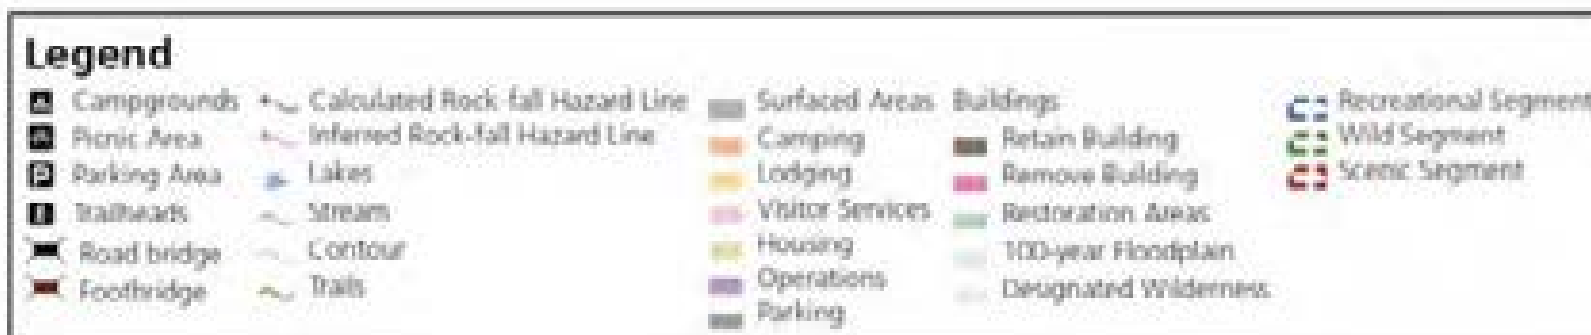 Legend
Campgrounds
Picnic Area
Parking Area
Trailheads
Road bridge
Footbridge
Calculated Rock-fall Hazard Line
Inferred Rock-fall Hazard Line
Lakes
Stream
Contour
Trails
Surfaced Areas
Camping
Lodging
Visitor Services
Housing
Operations
Parking
Buildings
Retain Building
Remove Building
Restoration Areas
100-year Floodplain
Designated Wilderness
Recreational Segment
Wild Segment
Scenic Segment